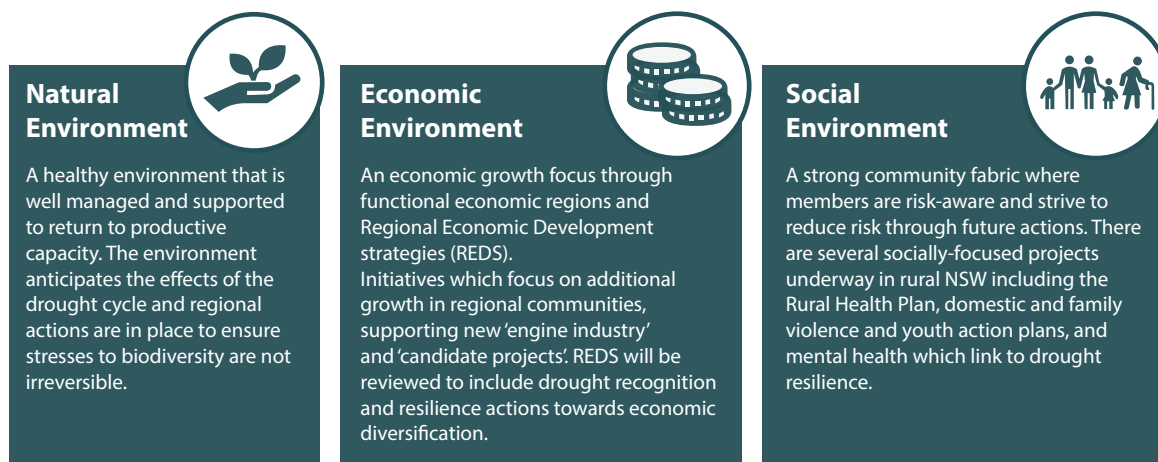 Natural
Environment
A healthy environment that is
well managed and supported
to return to productive
capacity. The environment
anticipates the effects of the
drought cycle and regional
actions are in place to ensure
stresses to biodiversity are not
irreversible.
Economic
Environment
An economic growth focus through
functional economic regions and
Regional Economic Development
strategies (REDS).
Initiatives which focus on additional
growth in regional communities,
supporting new ‘engine industry’
and ‘candidate projects’. REDS will be
reviewed to include drought recognition
and resilience actions towards economic
diversification.
Social
Environment
A strong community fabric where
members are risk-aware and strive to
reduce risk through future actions. There
are several socially-focused projects
underway in rural NSW including the
Rural Health Plan, domestic and family
violence and youth action plans, and
mental health which link to drought
resilience.